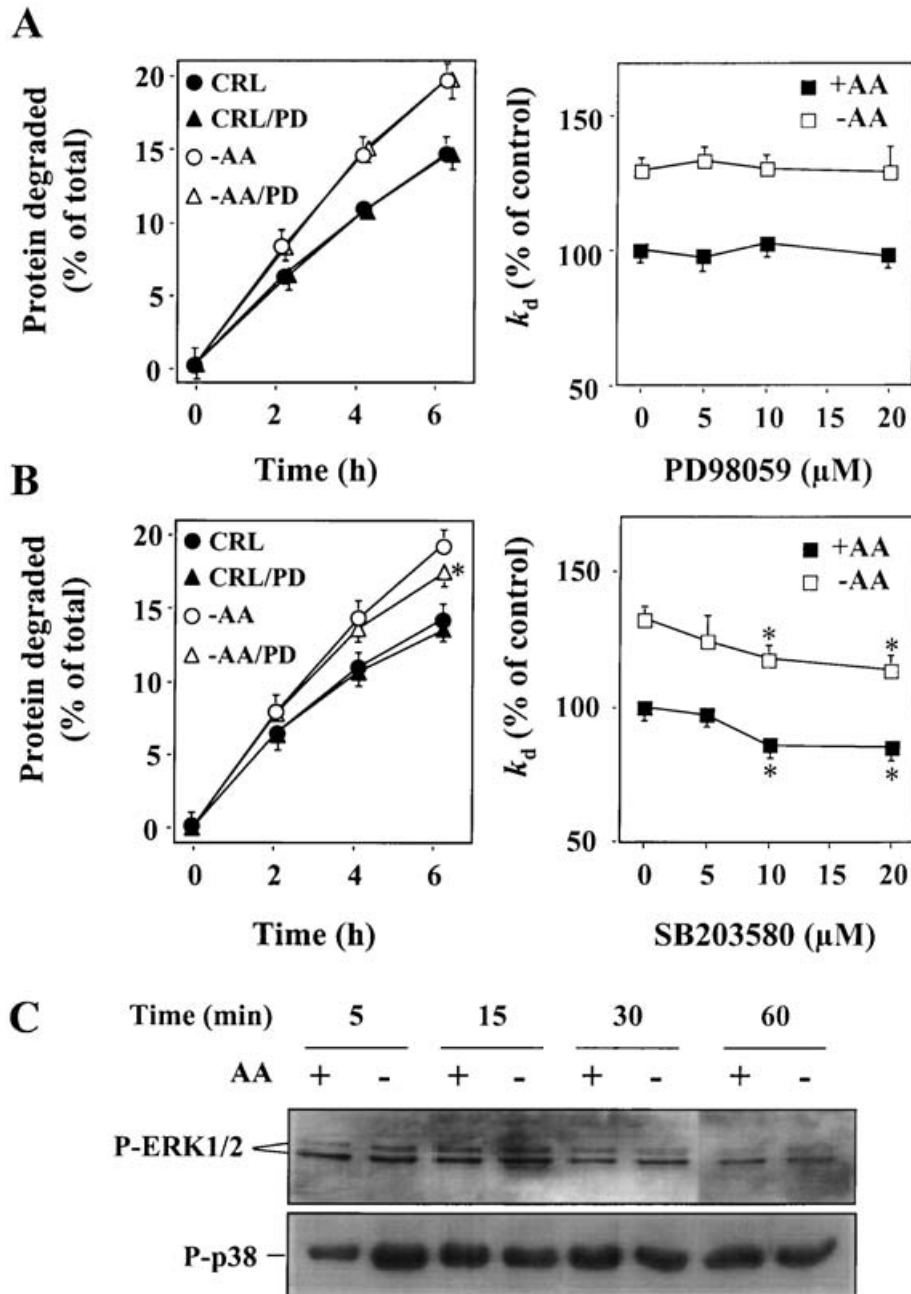 A
Protein degraded
(% of total)
20
15
10
5
0
CRL
CRL/PD
-AA
-AA/PD
0 2 4 6
Time (h)
kd (% of control)
150
100
50
+AA
-AA
0 5 10 15 20
PD98059 (µM)
B
Protein degraded
(% of total)
20
15
10
5
0
CRL
CRL/PD
-AA
-AA/PD
*
0 2 4 6
Time (h)
kd (% of control)
150
100
50
+AA
-AA
* *
* *
0 5 10 15 20
SB203580 (µM)
C
Time (min) 5 15 30 60
AA + - + - + - + -
P-ERK1/2
P-p38